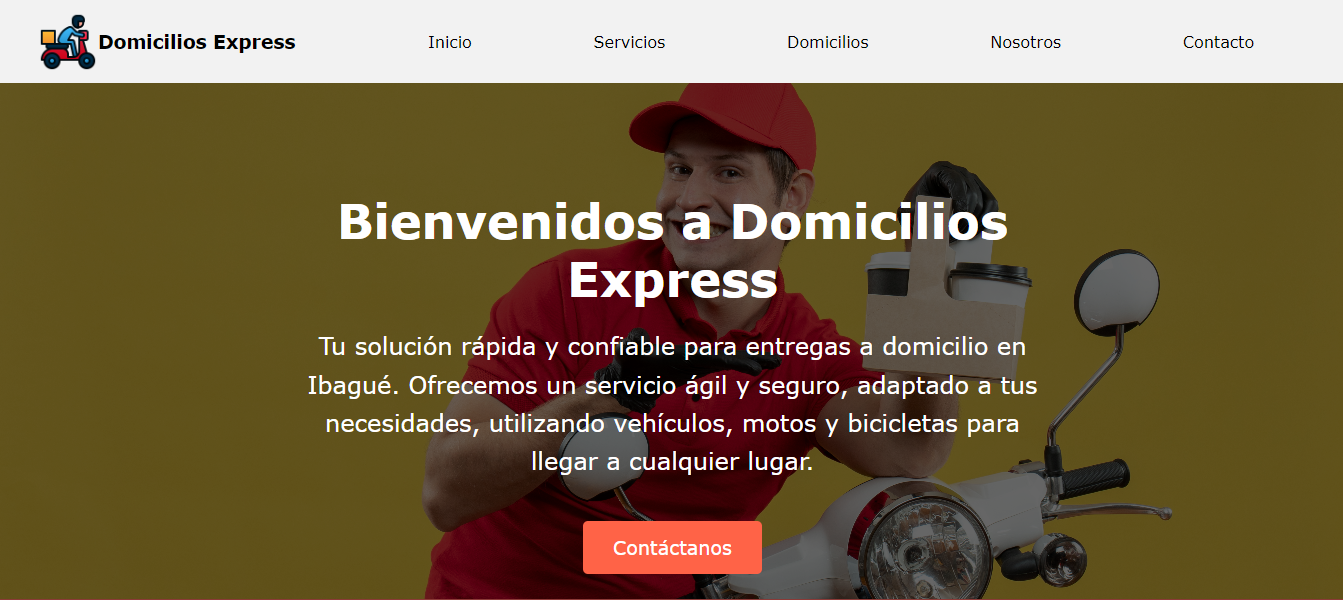 Domicilios Express
Inicio
Servicios
Domicilios
Nosotros
Contacto
Bienvenidos a Domicilios
Express
Tu solución rápida y confiable para entregas a domicilio en
Ibagué. Ofrecemos un servicio ágil y seguro, adaptado a tus
necesidades, utilizando vehículos, motos y bicicletas para
llegar a cualquier lugar.
Contáctanos